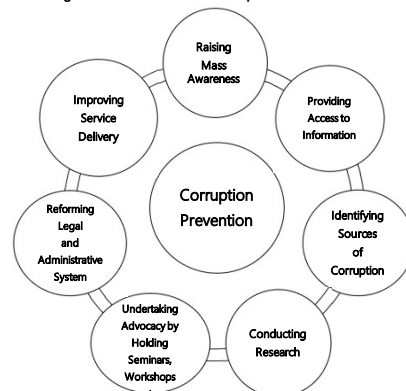 Raising
Mass
Awareness
Providing
Access to
Information
Identifying
Sources
of
Corruption
Conducting
Research
Undertaking
Advocacy by
Holding
Seminars,
Workshops
Reforming
Legal
and
Administrative
System
Improving
Service
Delivery
Corruption
Prevention